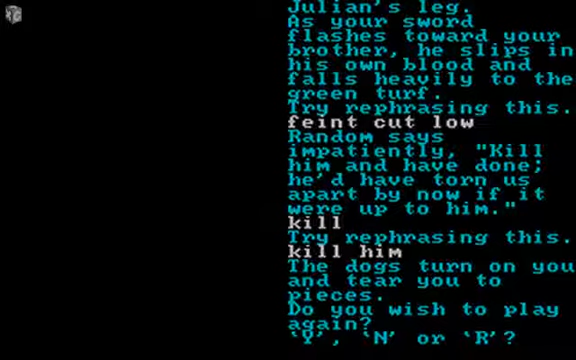 Julian's leg.
As your sword
flashes toward your
brother, he slips in
his own blood and
falls heavily to the
green turf.
Try rephrasing this.
feint cut low
Random says
impatiently, "Kill
him and have done;
he'd have torn us
apart by now if it
were up to him."
kill
Try rephrasing this.
kill him
The dogs turn on you
and tear you to
pieces.
Do you wish to play
again?
`Y', `N' or `R'?